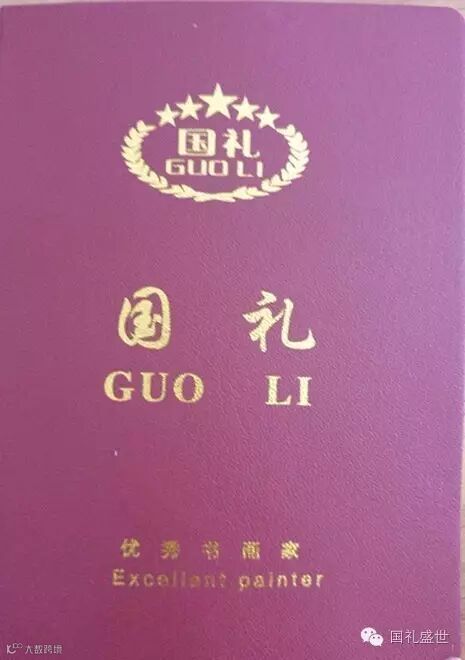 国礼
GUO LI
国 礼
GUO LI
优秀书画家
Excellent painter
国礼盛世
大数跨境